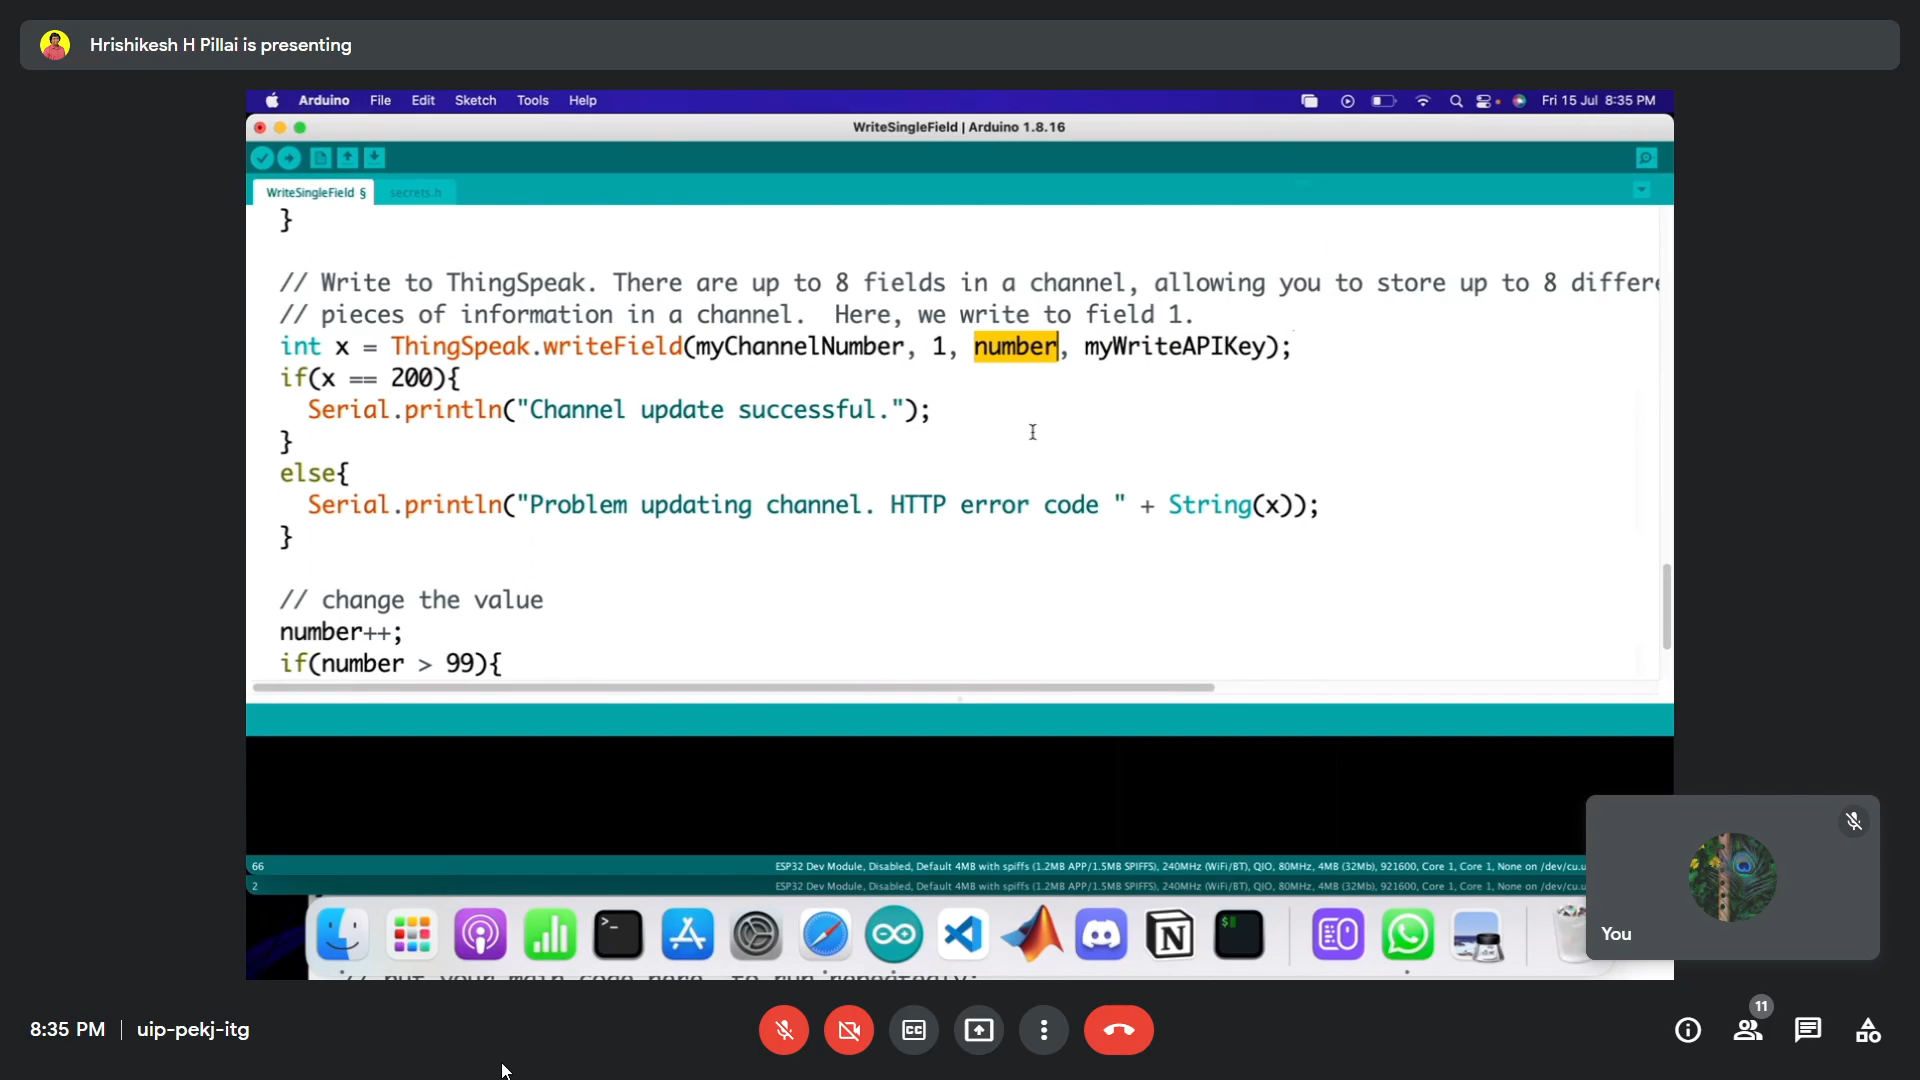 Hrishikesh H Pillai is presenting
Arduino File Edit Sketch Tools Help Fri 15 Jul 8:35 PM
WriteSingleField | Arduino 1.8.16
WriteSingleField § secrets.h
}
// Write to ThingSpeak. There are up to 8 fields in a channel, allowing you to store up to 8 differe
// pieces of information in a channel.  Here, we write to field 1.
int x = ThingSpeak.writeField(myChannelNumber, 1, number, myWriteAPIKey);
if(x == 200){
Serial.println("Channel update successful.");
}
else{
Serial.println("Problem updating channel. HTTP error code " + String(x));
}
// change the value
number++;
if(number > 99){
66 ESP32 Dev Module, Disabled, Default 4MB with spiffs (1.2MB APP/1.5MB SPIFFS), 240MHz (WiFi/BT), QIO, 80MHz, 4MB (32Mb), 921600, Core 1, Core 1, None on /dev/cu.u
2 ESP32 Dev Module, Disabled, Default 4MB with spiffs (1.2MB APP/1.5MB SPIFFS), 240MHz (WiFi/BT), QIO, 80MHz, 4MB (32Mb), 921600, Core 1, Core 1, None on /dev/cu.u
You
// put your main code here, to run repeatedly:
11
8:35 PM | uip-pekj-itg